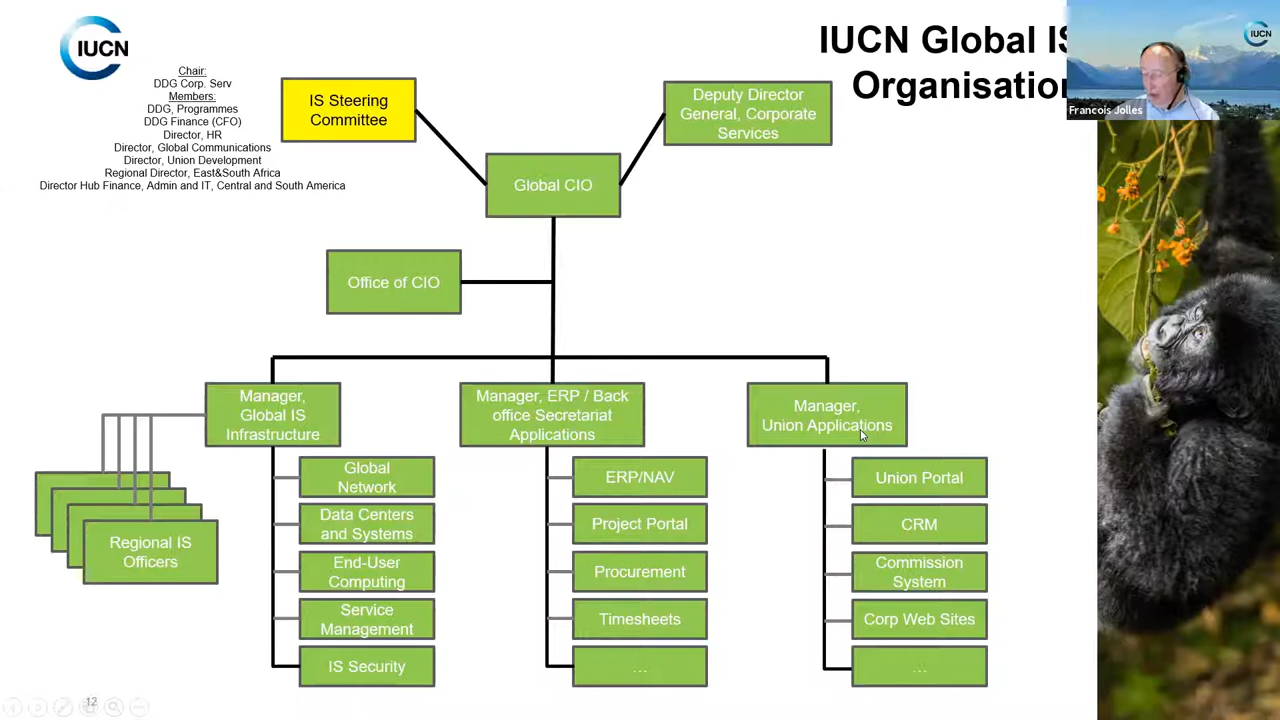 IUCN
IUCN Global IS
Organisation
Francois Jolles
IUCN
Chair:
DDG Corp. Serv
Members:
DDG, Programmes
DDG Finance (CFO)
Director, HR
Director, Global Communications
Director, Union Development
Regional Director, East&South Africa
Director Hub Finance, Admin and IT, Central and South America
IS Steering
Committee
Deputy Director
General, Corporate
Services
Global CIO
Office of CIO
Manager,
Global IS
Infrastructure
Manager, ERP / Back
office Secretariat
Applications
Manager,
Union Applications
Regional IS
Officers
Global
Network
Data Centers
and Systems
End-User
Computing
Service
Management
IS Security
ERP/NAV
Project Portal
Procurement
Timesheets
...
Union Portal
CRM
Commission
System
Corp Web Sites
...
12